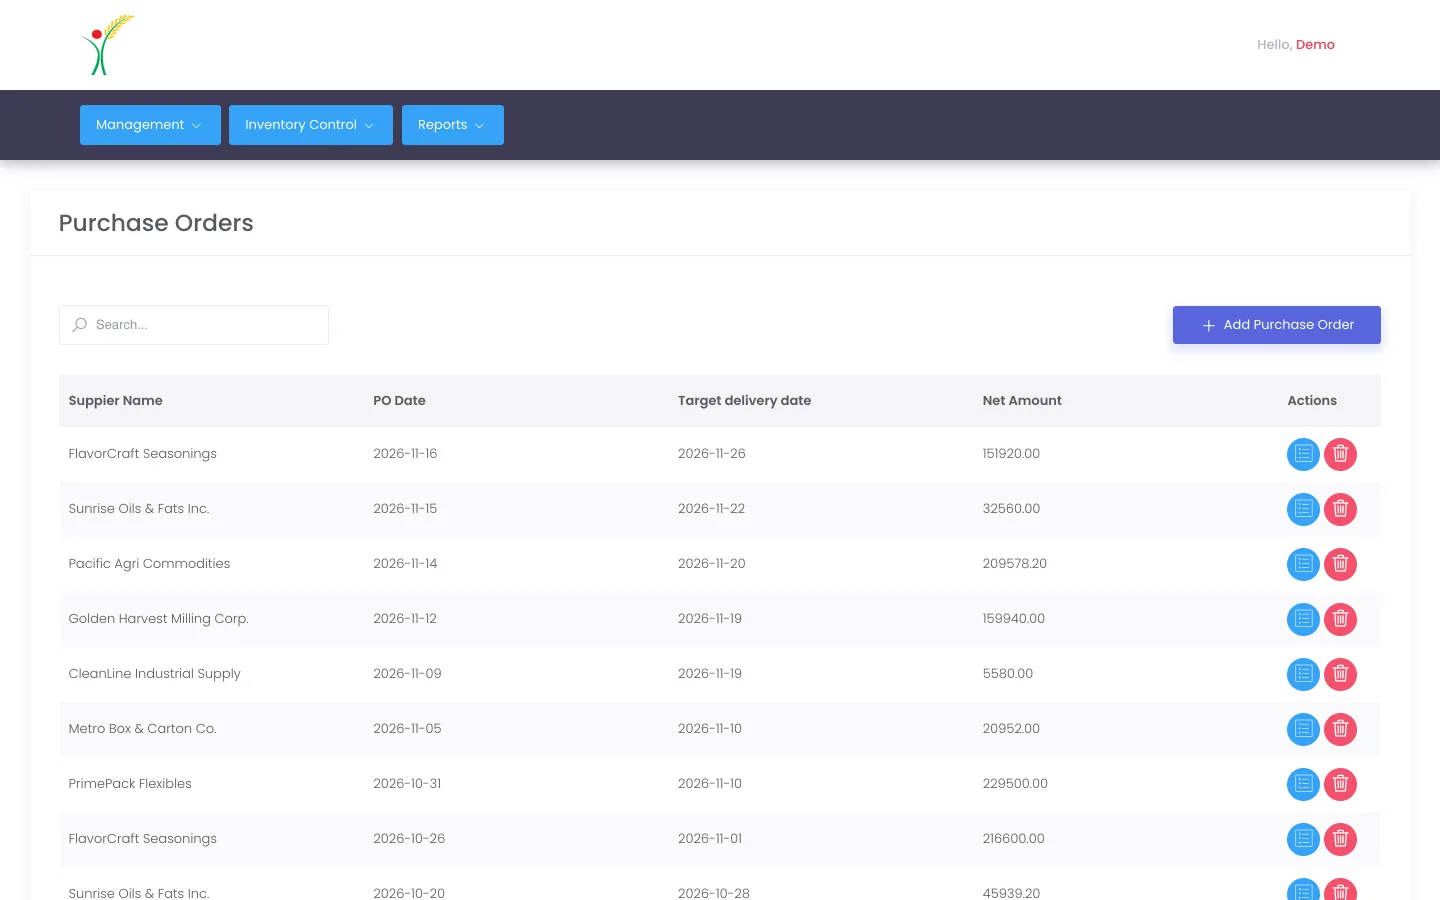 Hello, Demo
Management
Inventory Control
Reports
Purchase Orders
Search...
Add Purchase Order
Suppier Name PO Date Target delivery date Net Amount Actions
FlavorCraft Seasonings 2026-11-16 2026-11-26 151920.00
Sunrise Oils & Fats Inc. 2026-11-15 2026-11-22 32560.00
Pacific Agri Commodities 2026-11-14 2026-11-20 209578.20
Golden Harvest Milling Corp. 2026-11-12 2026-11-19 159940.00
CleanLine Industrial Supply 2026-11-09 2026-11-19 5580.00
Metro Box & Carton Co. 2026-11-05 2026-11-10 20952.00
PrimePack Flexibles 2026-10-31 2026-11-10 229500.00
FlavorCraft Seasonings 2026-10-26 2026-11-01 216600.00
Sunrise Oils & Fats Inc. 2026-10-20 2026-10-28 45939.20